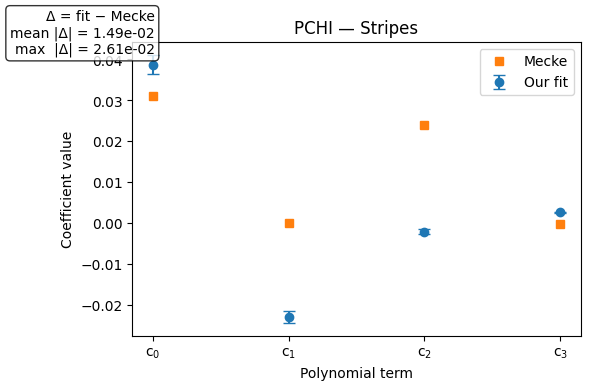 Δ = fit − Mecke
mean |Δ| = 1.49e-02
max |Δ| = 2.61e-02
PCHI — Stripes
Mecke
Our fit
Coefficient value
0.04
0.03
0.02
0.01
0.00
−0.01
−0.02
c₀ c₁ c₂ c₃
Polynomial term